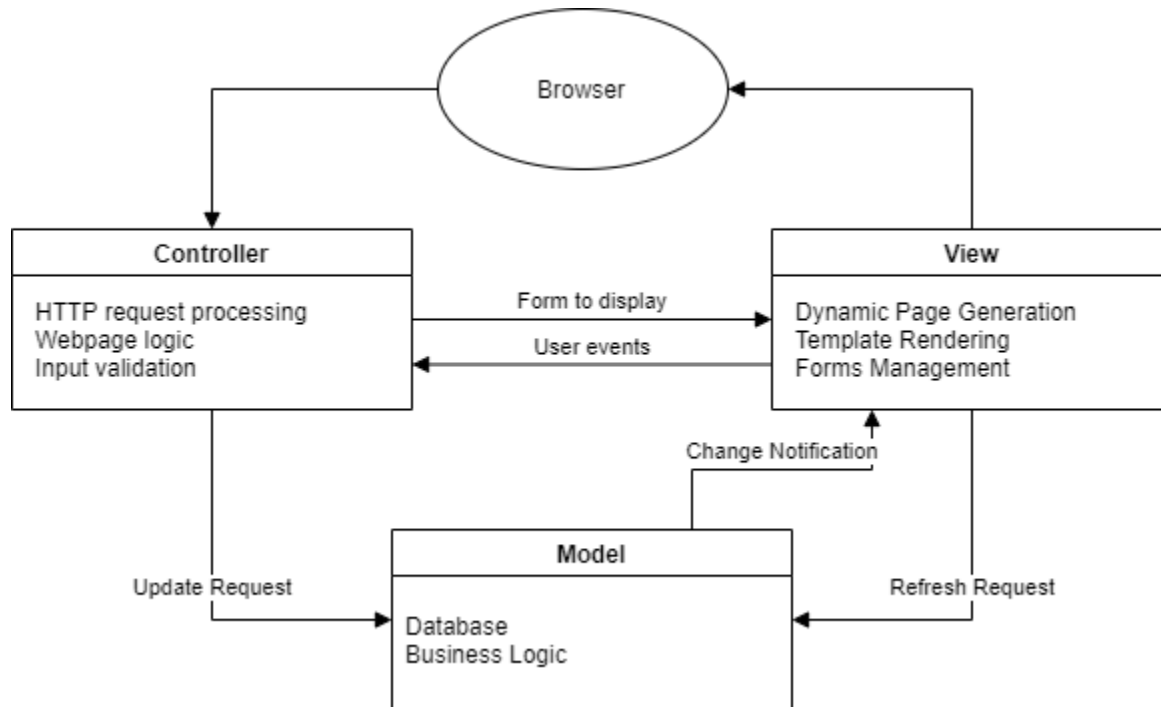 Browser
Controller
HTTP request processing
Webpage logic
Input validation
Form to display
User events
View
Dynamic Page Generation
Template Rendering
Forms Management
Change Notification
Update Request
Model
Database
Business Logic
Refresh Request